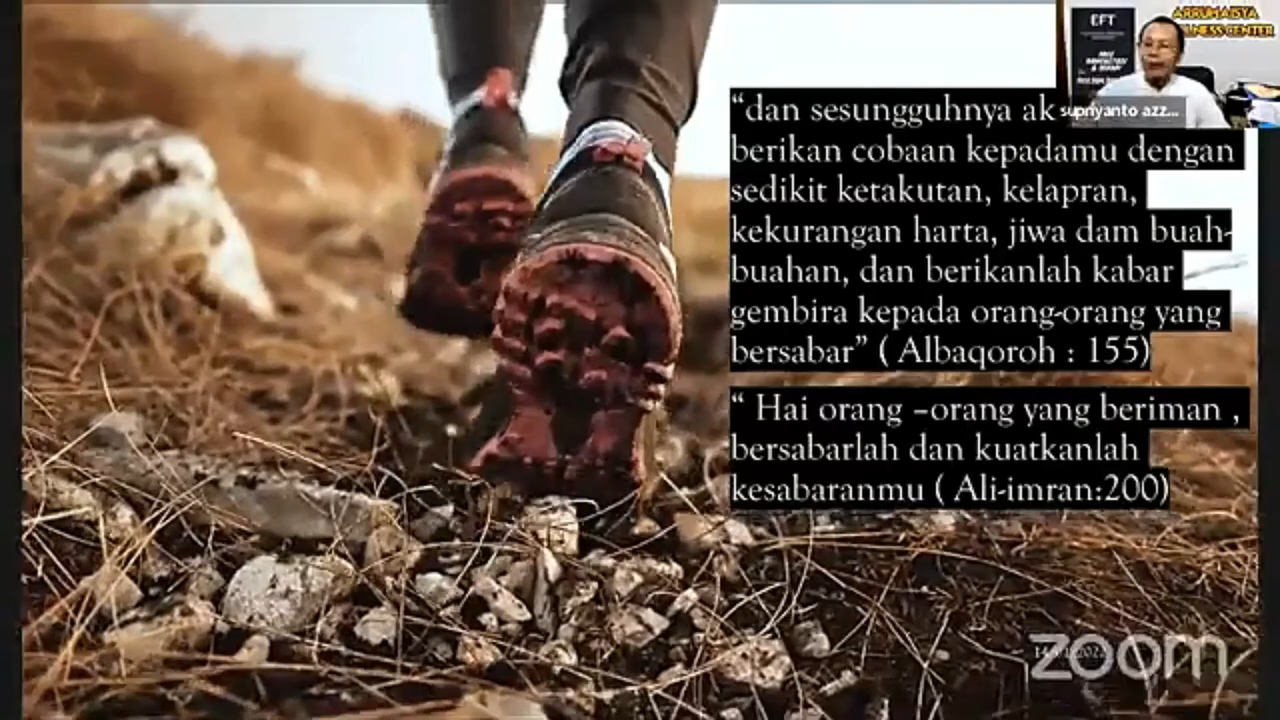 EFT
ARRUMAISYA
LNESS CENTER
supriyanto azz...
“dan sesungguhnya ak
berikan cobaan kepadamu dengan
sedikit ketakutan, kelapran,
kekurangan harta, jiwa dam buah-
buahan, dan berikanlah kabar
gembira kepada orang-orang yang
bersabar” ( Albaqoroh : 155)
“ Hai orang –orang yang beriman ,
bersabarlah dan kuatkanlah
kesabaranmu ( Ali-imran:200)
zoom